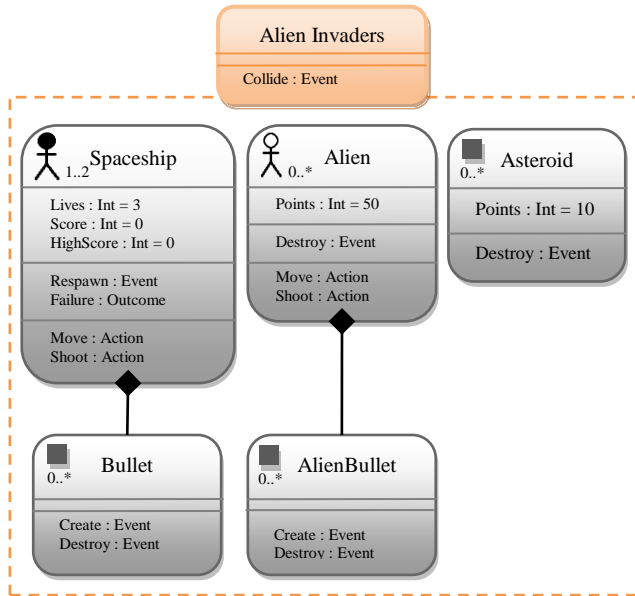 Alien Invaders
Collide : Event
Spaceship
1..2
Lives : Int = 3
Score : Int = 0
HighScore : Int = 0
Respawn : Event
Failure : Outcome
Move : Action
Shoot : Action
Alien
0..*
Points : Int = 50
Destroy : Event
Move : Action
Shoot : Action
Asteroid
0..*
Points : Int = 10
Destroy : Event
Bullet
0..*
Create : Event
Destroy : Event
AlienBullet
0..*
Create : Event
Destroy : Event